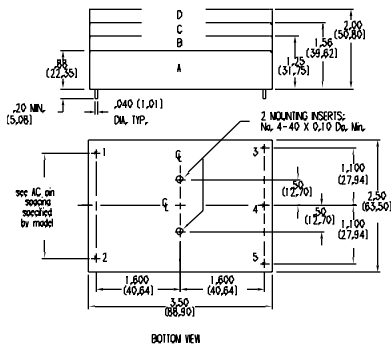 D
C
B
A
2,00
(50,80)
1,56
(39,62)
1,25
(31,75)
,88
(22,35)
,20 MIN,
(5,08)
,040 (1,01)
DIA, TYP,
2 MOUNTING INSERTS;
No, 4-40 X 0,10 Dp, Min,
1
3
see AC pin
spacing
specified
by model
4
2
5
,50
(12,70)
,50
(12,70)
1,100
(27,94)
1,100
(27,94)
2,50
(63,50)
1,600
(40,64)
1,600
(40,64)
3,50
(88,90)
BOTTOM VIEW